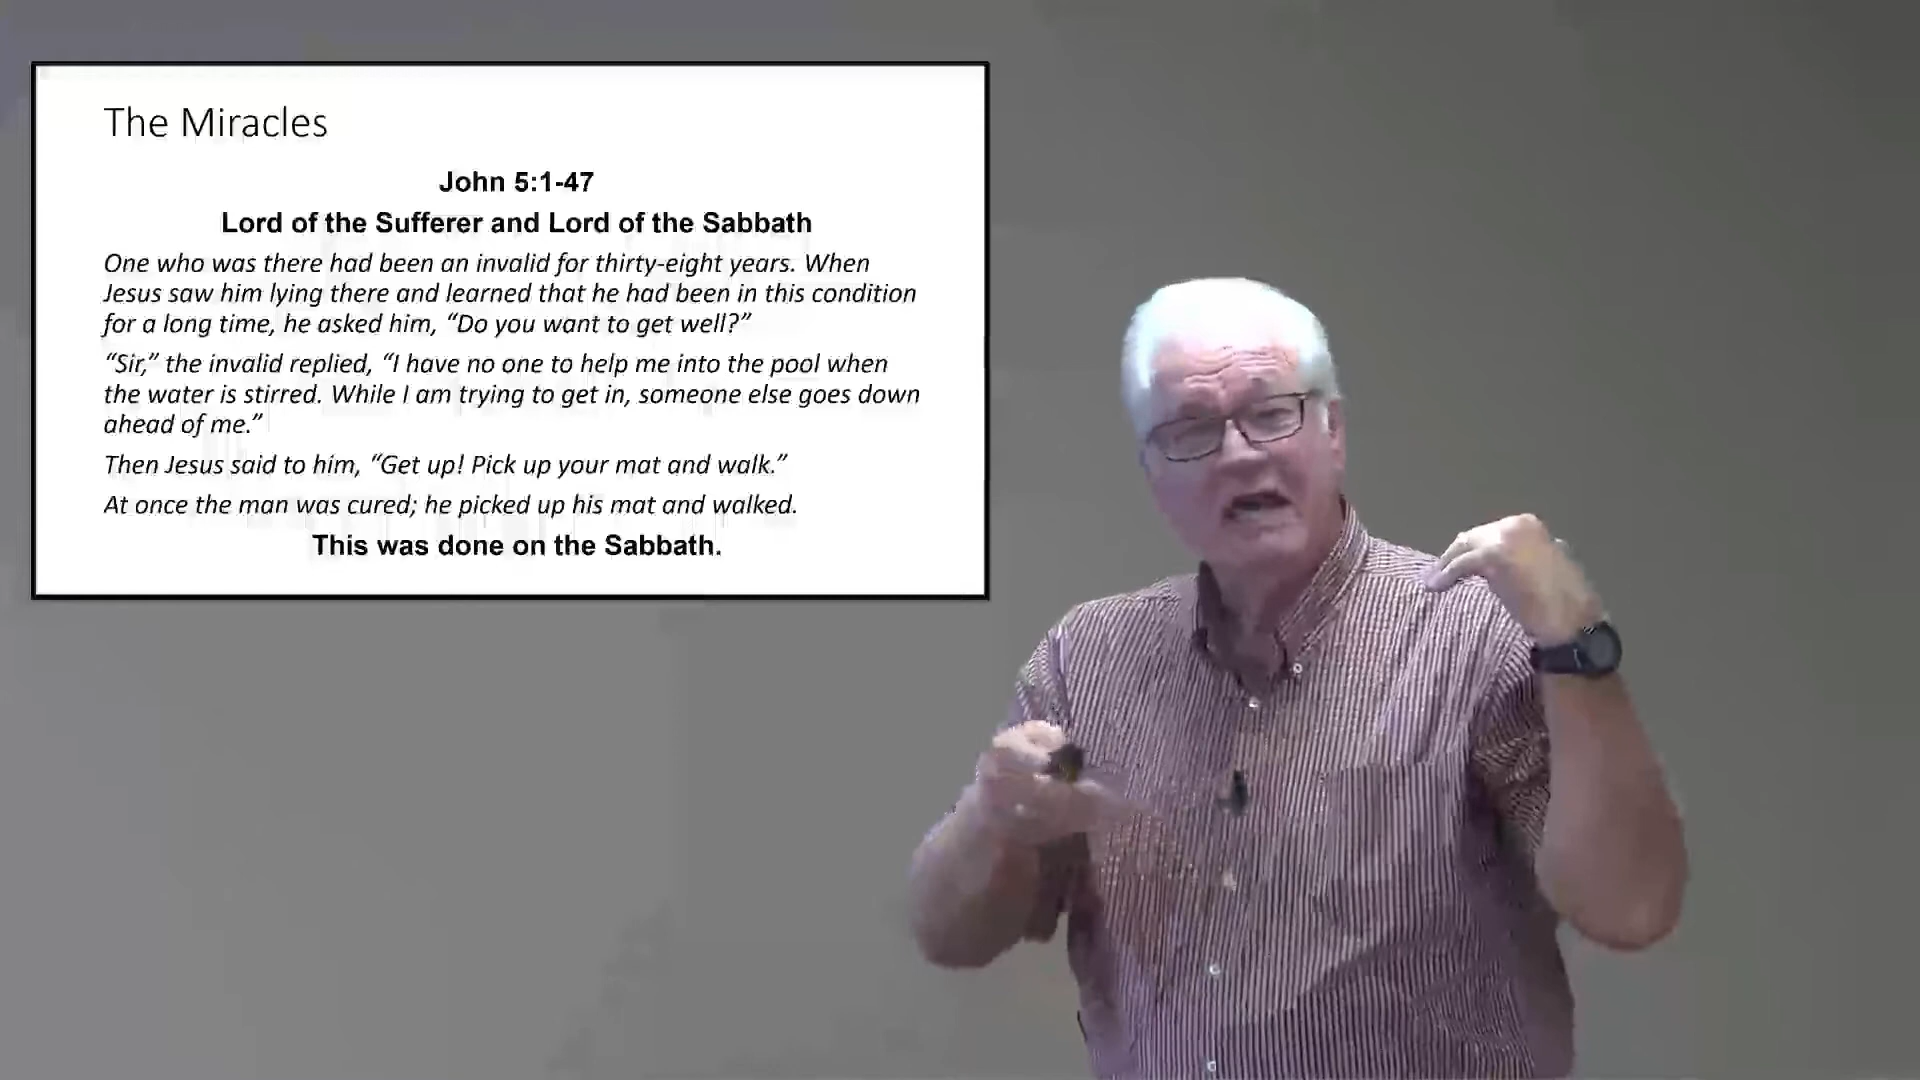 The Miracles
John 5:1-47
Lord of the Sufferer and Lord of the Sabbath
One who was there had been an invalid for thirty-eight years. When
Jesus saw him lying there and learned that he had been in this condition
for a long time, he asked him, “Do you want to get well?”
“Sir,” the invalid replied, “I have no one to help me into the pool when
the water is stirred. While I am trying to get in, someone else goes down
ahead of me.”
Then Jesus said to him, “Get up! Pick up your mat and walk.”
At once the man was cured; he picked up his mat and walked.
This was done on the Sabbath.